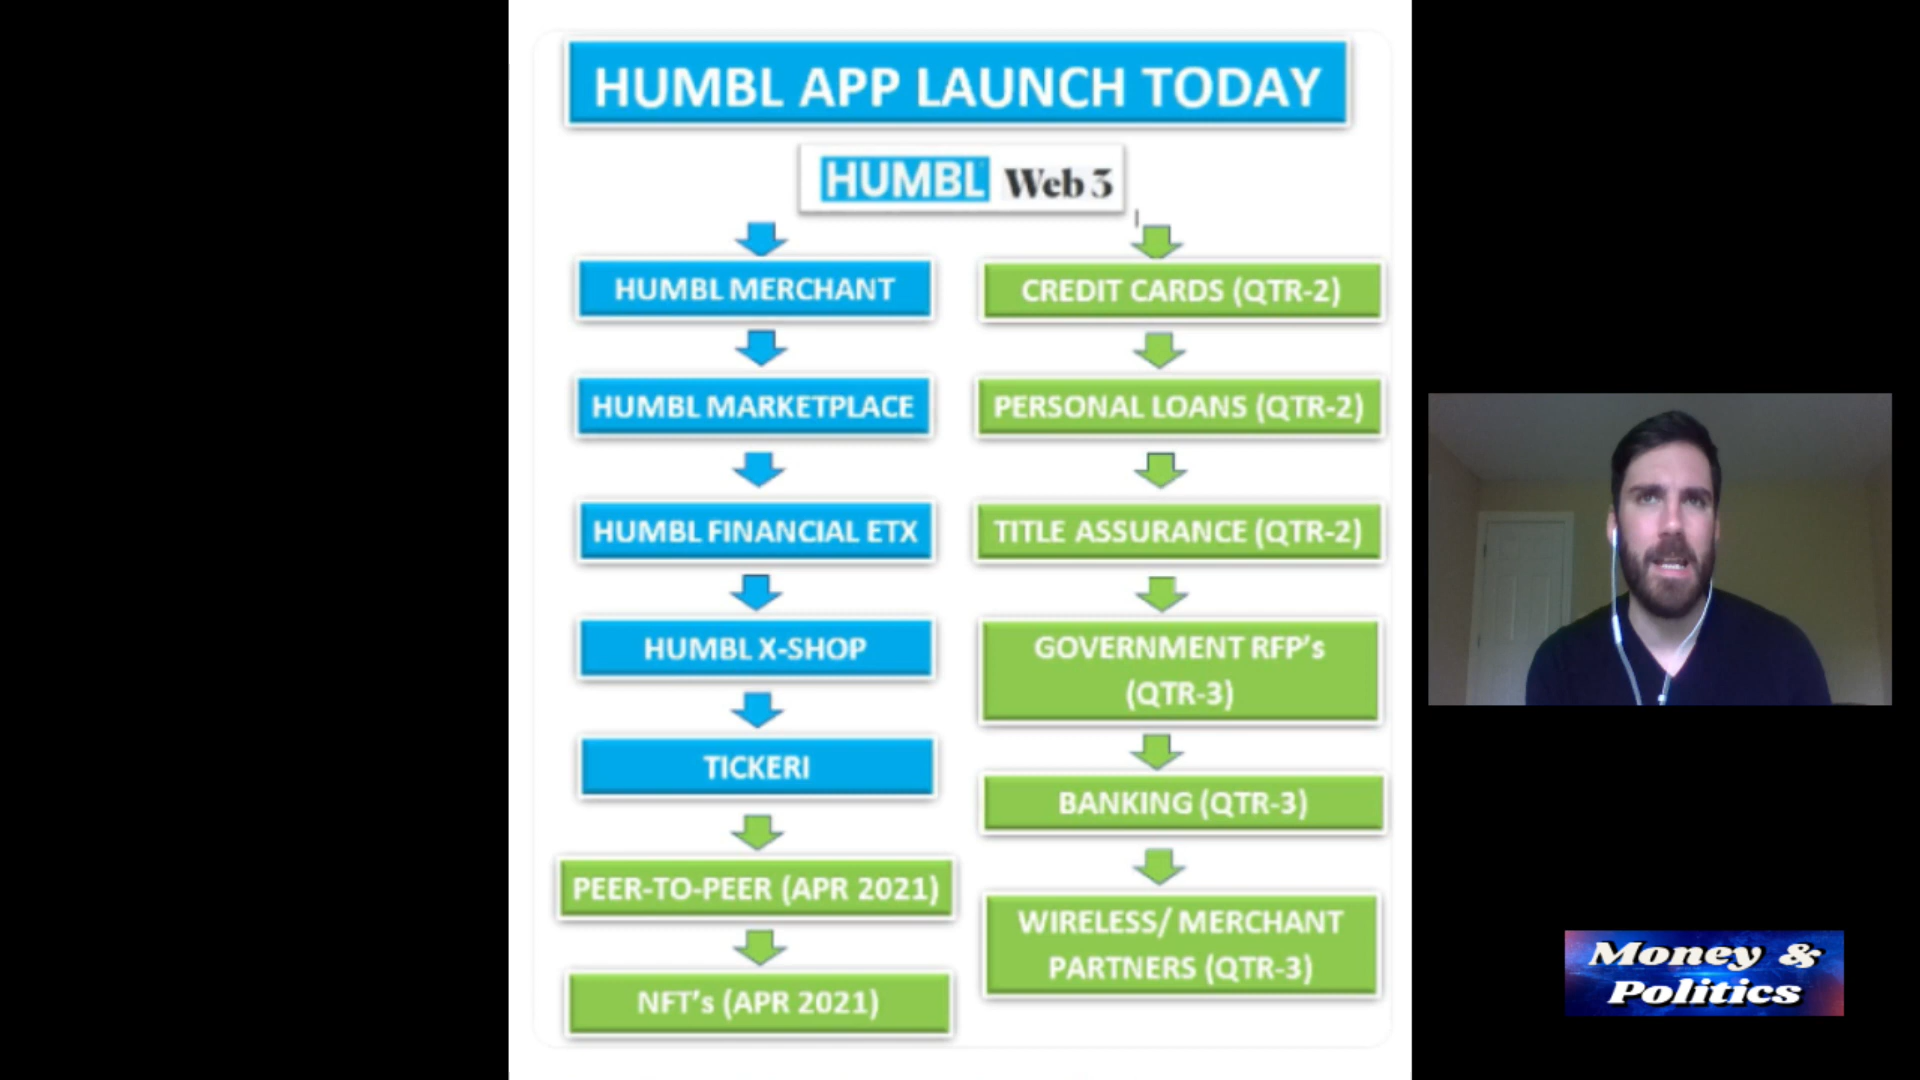 HUMBL APP LAUNCH TODAY
HUMBL Web 3
HUMBL MERCHANT
HUMBL MARKETPLACE
HUMBL FINANCIAL ETX
HUMBL X-SHOP
TICKERI
PEER-TO-PEER (APR 2021)
NFT's (APR 2021)
CREDIT CARDS (QTR-2)
PERSONAL LOANS (QTR-2)
TITLE ASSURANCE (QTR-2)
GOVERNMENT RFP's
(QTR-3)
BANKING (QTR-3)
WIRELESS/ MERCHANT
PARTNERS (QTR-3)
Money &
Politics